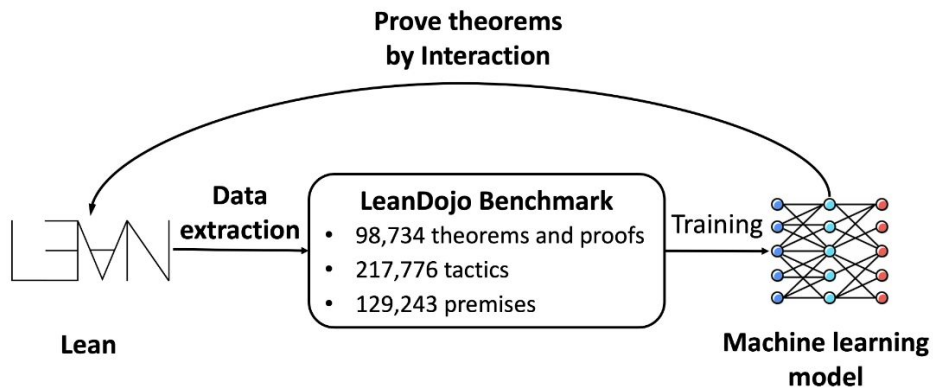 Prove theorems
by Interaction
LEAN
Data
extraction
LeanDojo Benchmark
• 98,734 theorems and proofs
• 217,776 tactics
• 129,243 premises
Training
Lean
Machine learning
model